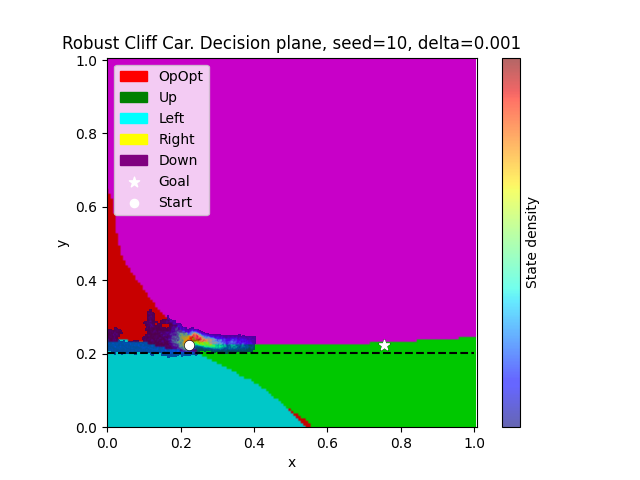 Robust Cliff Car. Decision plane, seed=10, delta=0.001
1.0
0.8
0.6
0.4
0.2
0.0
y
OpOpt
Up
Left
Right
Down
Goal
Start
0.0 0.2 0.4 0.6 0.8 1.0
x
State density